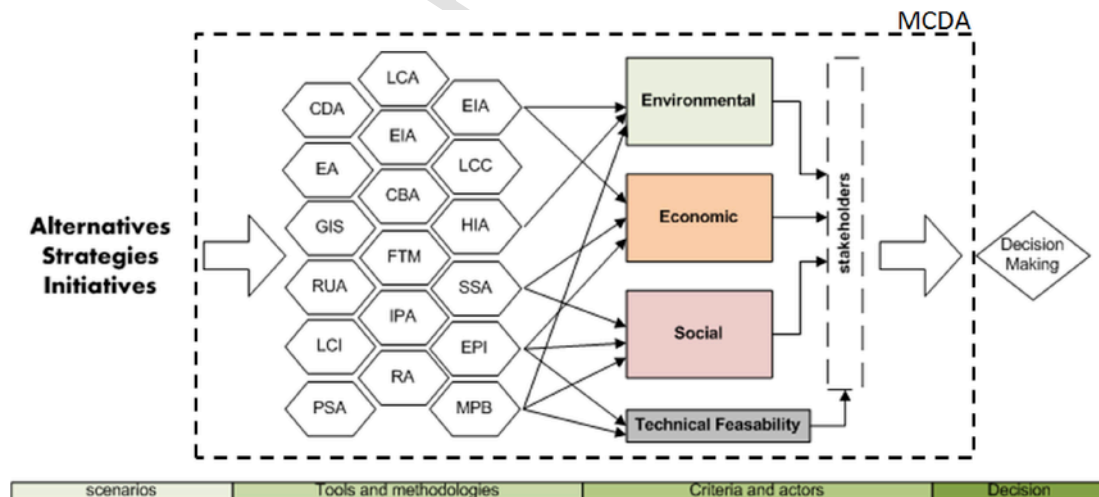 MCDA
Alternatives
Strategies
Initiatives
LCA
CDA
EIA
EIA
EA
LCC
CBA
GIS
HIA
FTM
RUA
SSA
IPA
LCI
EPI
RA
PSA
MPB
Environmental
Economic
Social
Technical Feasability
stakeholders
Decision
Making
scenarios
Tools and methodologies
Criteria and actors
Decision